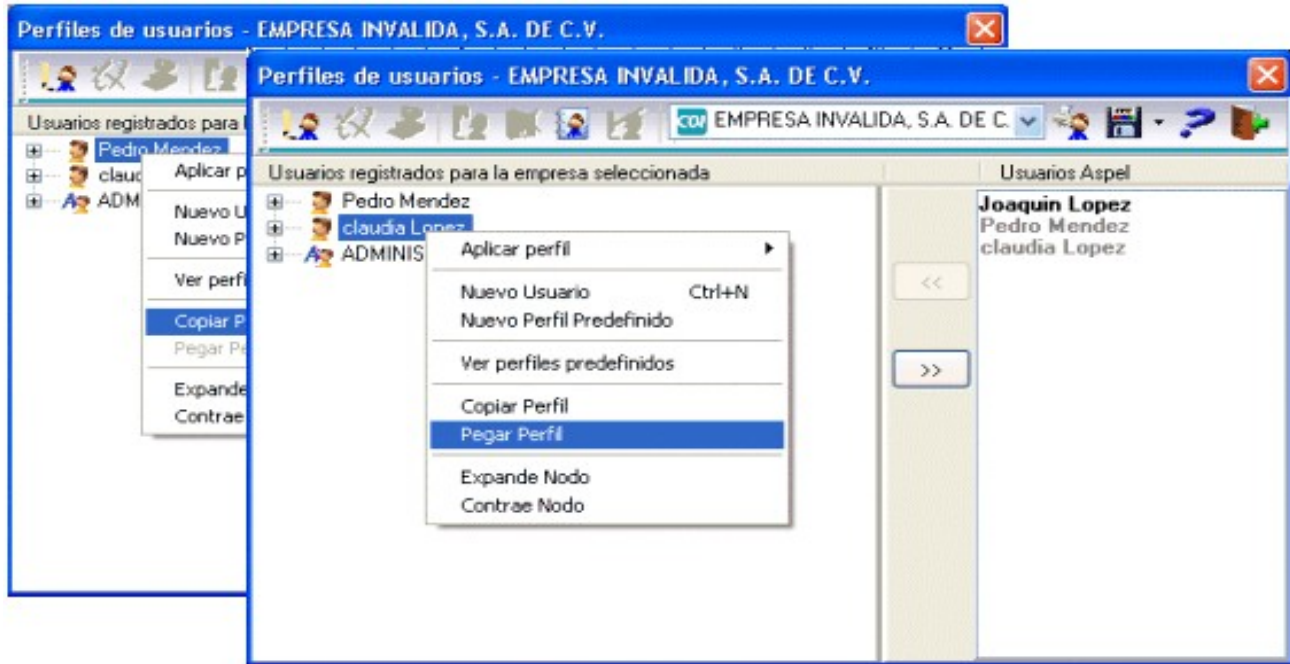 Perfiles de usuarios - EMPRESA INVALIDA, S.A. DE C.V.
Usuarios registrados para l
Pedro Mendez
claud
ADM
Aplicar p
Nuevo U
Nuevo P
Ver perfi
Copiar P
Pegar Pe
Expande
Contrae
Perfiles de usuarios - EMPRESA INVALIDA, S.A. DE C.V.
COI EMPRESA INVALIDA, S.A. DE C.
Usuarios registrados para la empresa seleccionada
Usuarios Aspel
Pedro Mendez
claudia Lopez
ADMINIS
Aplicar perfil
Nuevo Usuario Ctrl+N
Nuevo Perfil Predefinido
Ver perfiles predefinidos
Copiar Perfil
Pegar Perfil
Expande Nodo
Contrae Nodo
<<
>>
Joaquin Lopez
Pedro Mendez
claudia Lopez